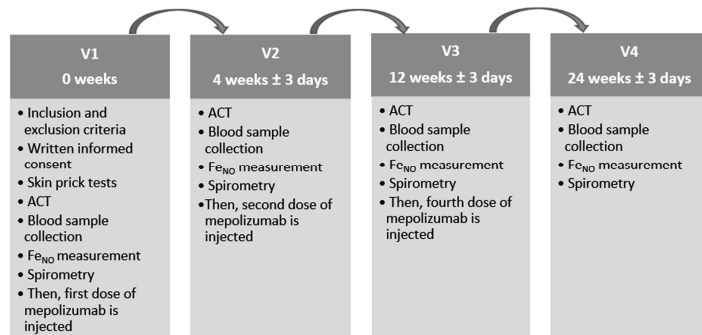 V1
0 weeks
• Inclusion and
exclusion criteria
• Written informed
consent
• Skin prick tests
• ACT
• Blood sample
collection
• FeNO measurement
• Spirometry
• Then, first dose of
mepolizumab is
injected
V2
4 weeks ± 3 days
• ACT
• Blood sample
collection
• FeNO measurement
• Spirometry
•Then, second dose of
mepolizumab is
injected
V3
12 weeks ± 3 days
• ACT
• Blood sample
collection
• FeNO measurement
• Spirometry
• Then, fourth dose of
mepolizumab is
injected
V4
24 weeks ± 3 days
• ACT
• Blood sample
collection
• FeNO measurement
• Spirometry